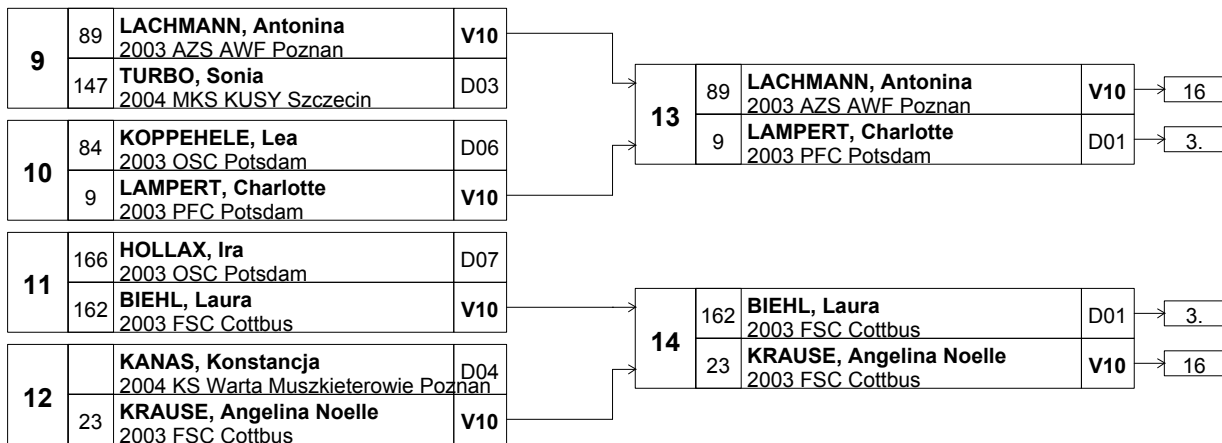 9
89
LACHMANN, Antonina
2003 AZS AWF Poznan
V10
147
TURBO, Sonia
2004 MKS KUSY Szczecin
D03
10
84
KOPPEHELE, Lea
2003 OSC Potsdam
D06
9
LAMPERT, Charlotte
2003 PFC Potsdam
V10
11
166
HOLLAX, Ira
2003 OSC Potsdam
D07
162
BIEHL, Laura
2003 FSC Cottbus
V10
12
KANAS, Konstancja
2004 KS Warta Muszkieterowie Poznan
D04
23
KRAUSE, Angelina Noelle
2003 FSC Cottbus
V10
13
89
LACHMANN, Antonina
2003 AZS AWF Poznan
V10
16
9
LAMPERT, Charlotte
2003 PFC Potsdam
D01
3.
14
162
BIEHL, Laura
2003 FSC Cottbus
D01
3.
23
KRAUSE, Angelina Noelle
2003 FSC Cottbus
V10
16